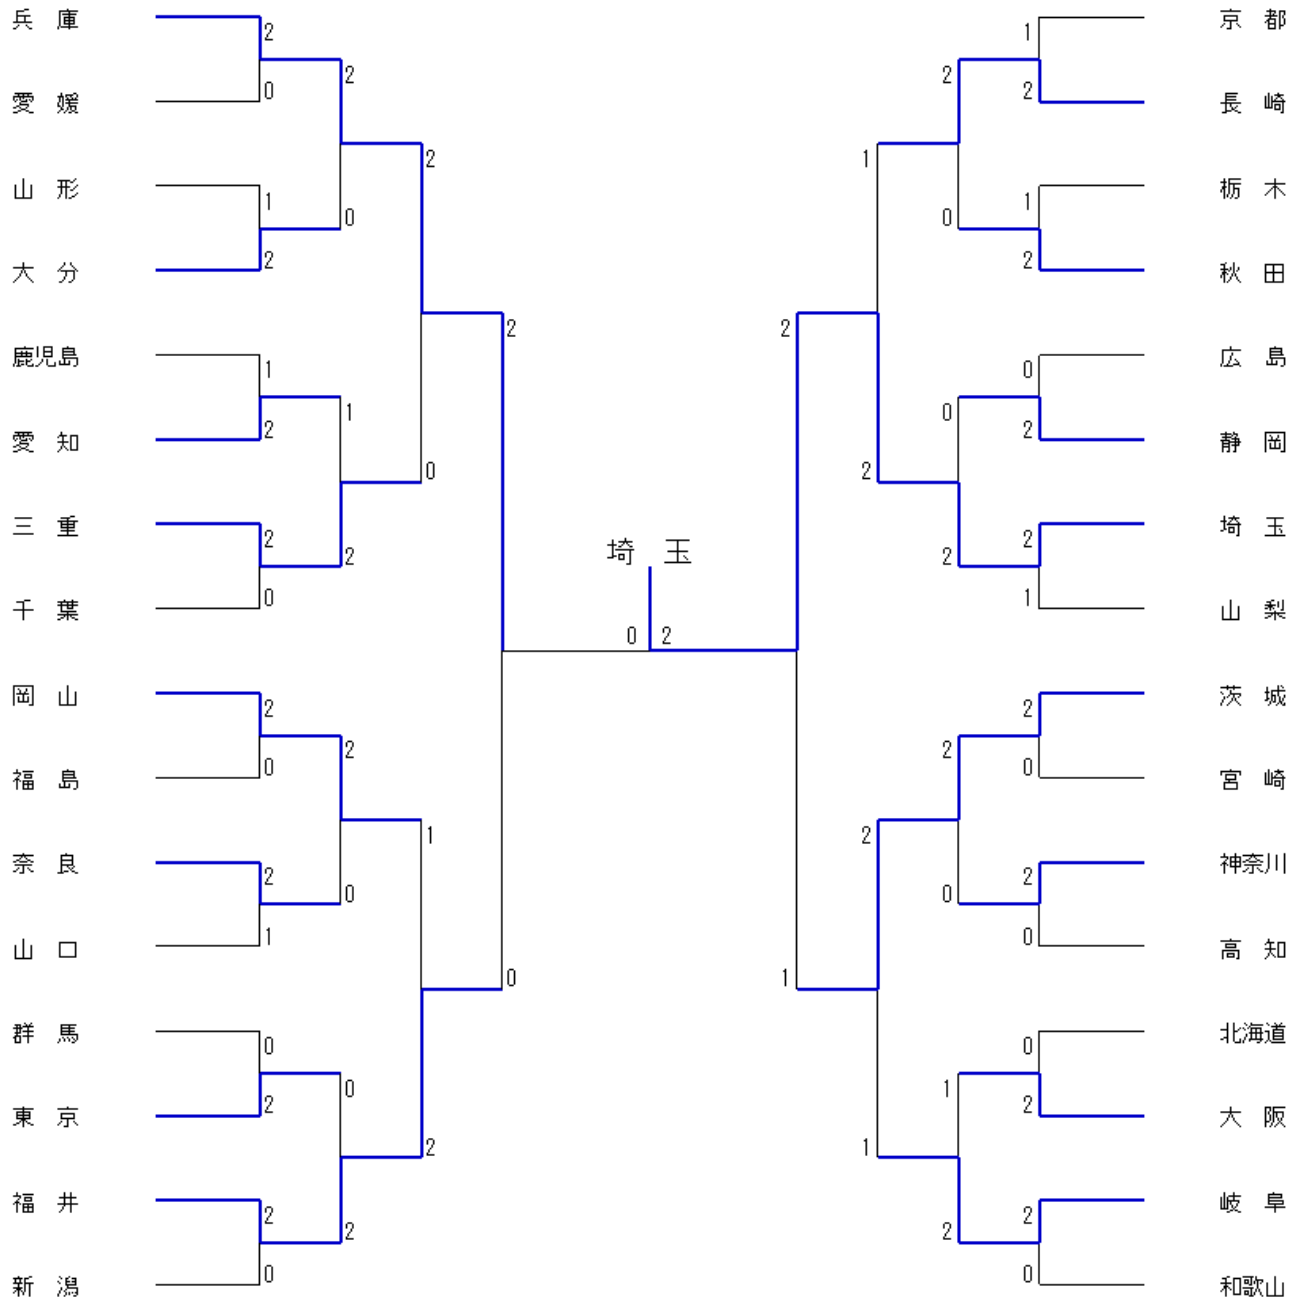 兵 庫
2
2
0
愛 媛
2
山 形
1
0
2
大 分
2
鹿児島
1
1
2
愛 知
0
三 重
2
2
0
千 葉
岡 山
2
2
0
福 島
1
奈 良
2
0
1
山 口
0
群 馬
0
0
2
東 京
2
福 井
2
2
0
新 潟
埼 玉
0 2
京 都
1
2
2
長 崎
1
栃 木
1
0
2
秋 田
2
広 島
0
0
2
静 岡
2
埼 玉
2
2
1
山 梨
茨 城
2
2
0
宮 崎
2
神奈川
2
0
0
高 知
1
北海道
0
1
2
大 阪
1
岐 阜
2
2
0
和歌山